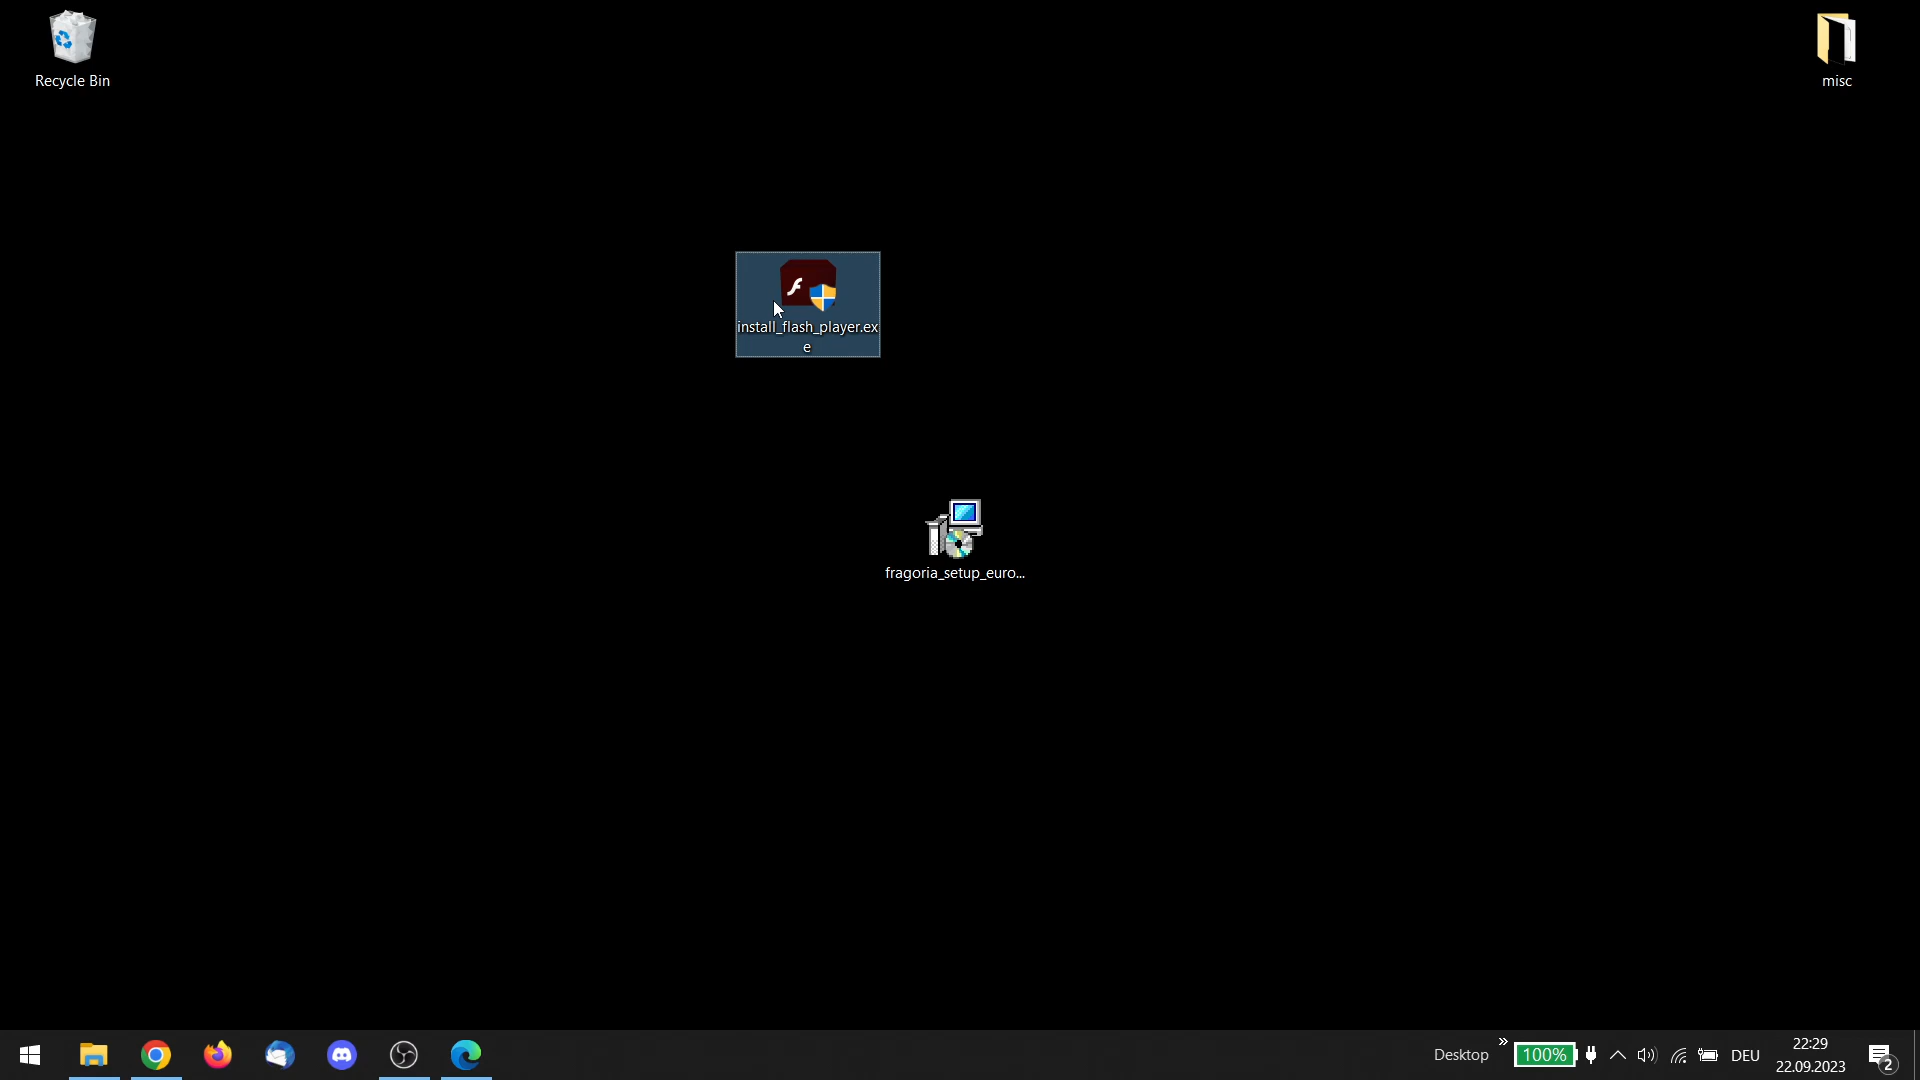 Recycle Bin
misc
install_flash_player.ex
e
fragoria_setup_euro...
Desktop
100%
DEU
22:29
22.09.2023
2